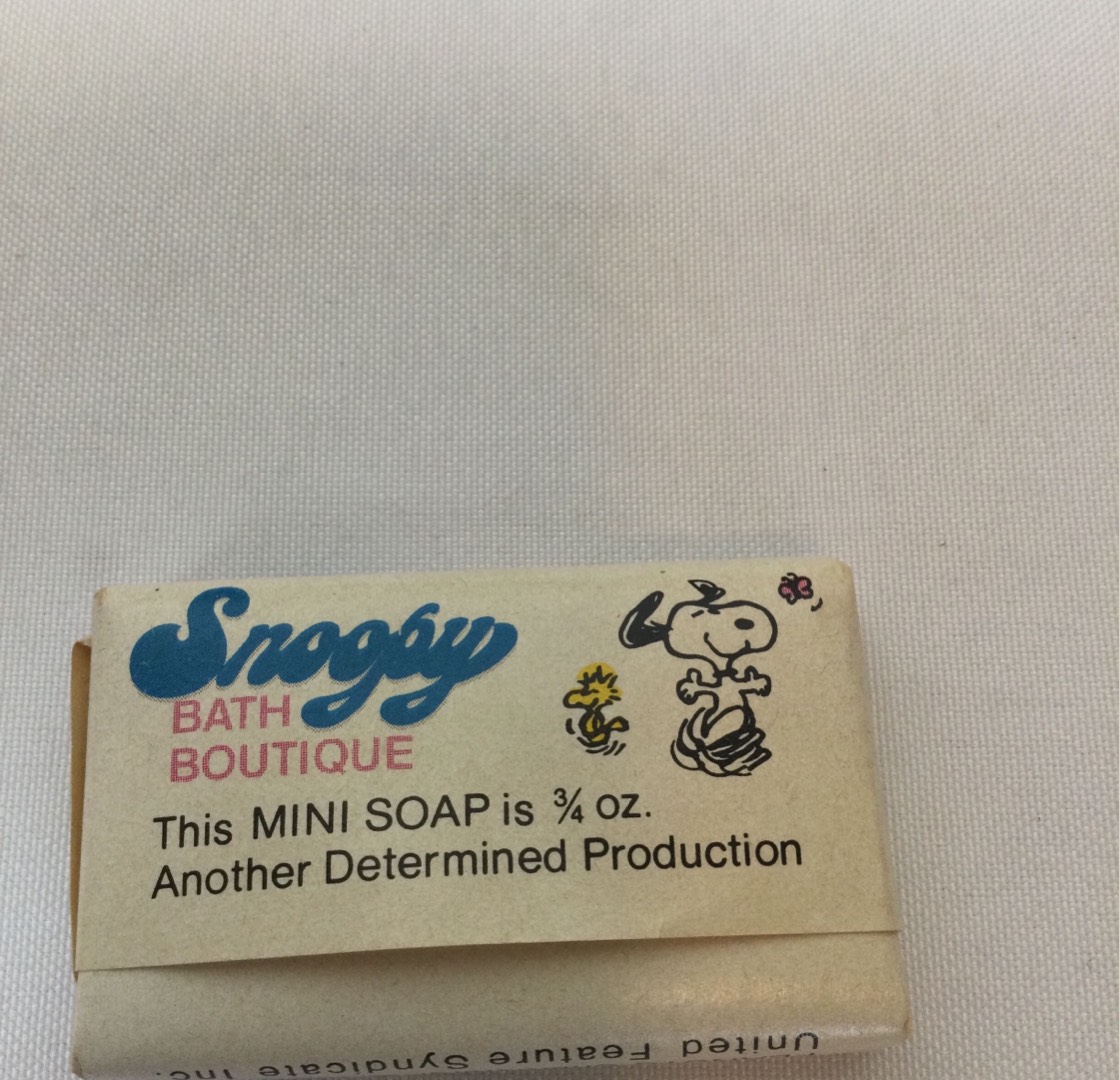 Snoopy
BATH
BOUTIQUE
This MINI SOAP is ¾ oz.
Another Determined Production
United Feature Syndicate Inc.